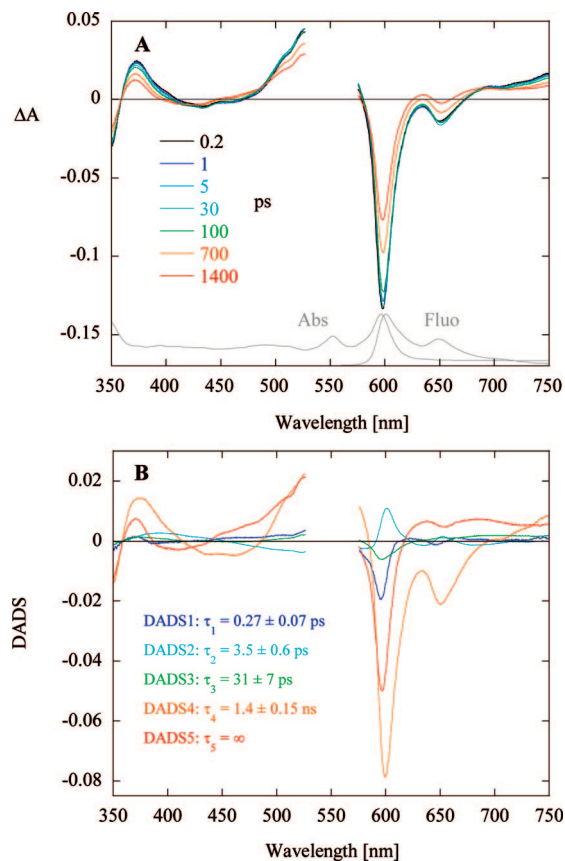 A
0.05
0
ΔA
-0.05
-0.1
-0.15
0.2
1
5
30
ps
100
700
1400
Abs
Fluo
350 400 450 500 550 600 650 700 750
Wavelength [nm]
B
0.02
0
-0.02
DADS
-0.04
-0.06
-0.08
DADS1: τ1 = 0.27 ± 0.07 ps
DADS2: τ2 = 3.5 ± 0.6 ps
DADS3: τ3 = 31 ± 7 ps
DADS4: τ4 = 1.4 ± 0.15 ns
DADS5: τ5 = ∞
350 400 450 500 550 600 650 700 750
Wavelength [nm]